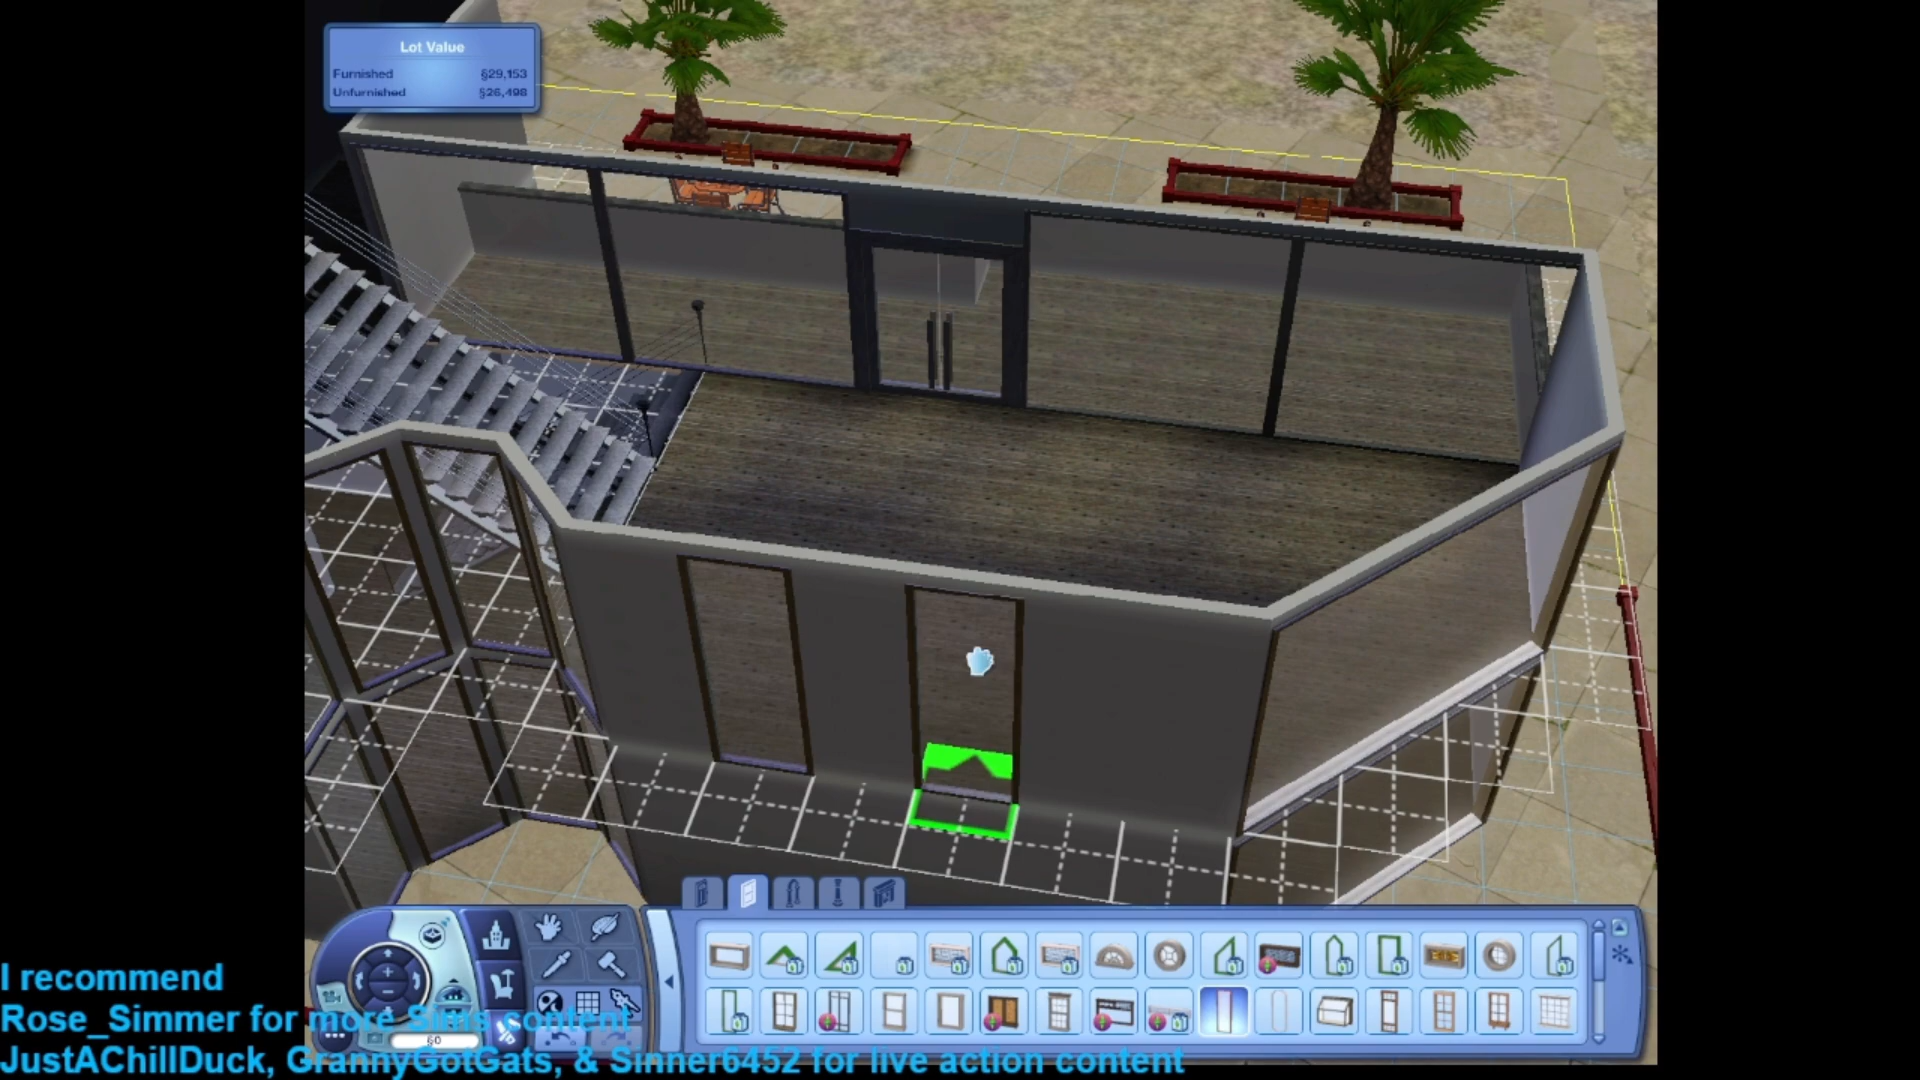 Lot Value
Furnished §29,153
Unfurnished §26,498
§0
I recommend
Rose_Simmer for more Sims content
JustAChillDuck, GrannyGotGats, & Sinner6452 for live action content